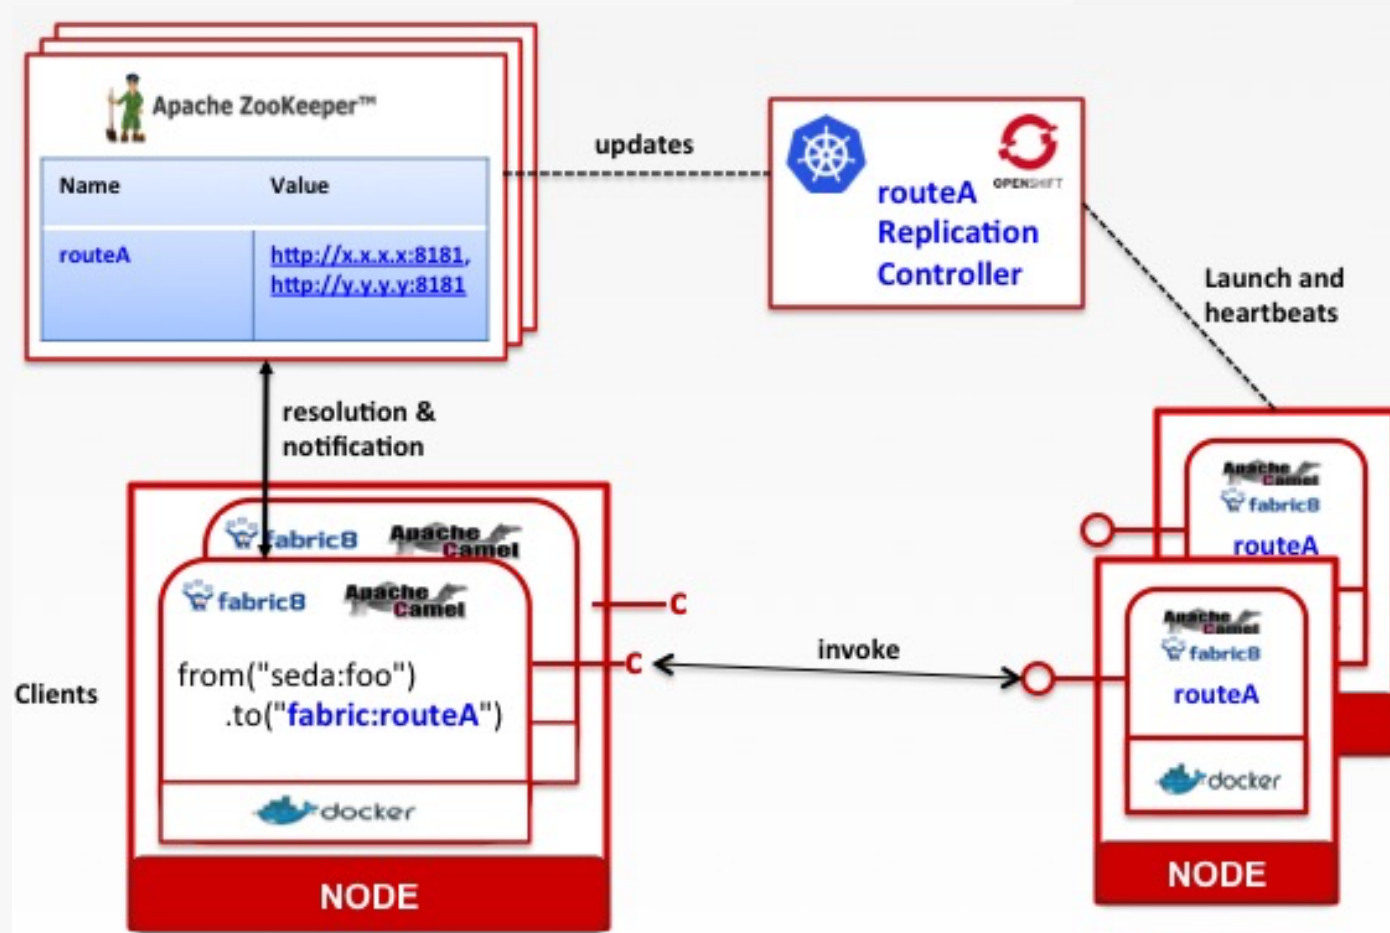 Apache ZooKeeper™
Name Value
routeA http://x.x.x.x:8181,
http://y.y.y.y:8181
updates
routeA
Replication
Controller
OPENSHIFT
Launch and
heartbeats
resolution &
notification
fabric8 Apache Camel
fabric8 Apache Camel
from("seda:foo")
.to("fabric:routeA")
docker
NODE
Clients
C
C
invoke
Apache Camel
fabric8
routeA
Apache Camel
fabric8
routeA
docker
NODE